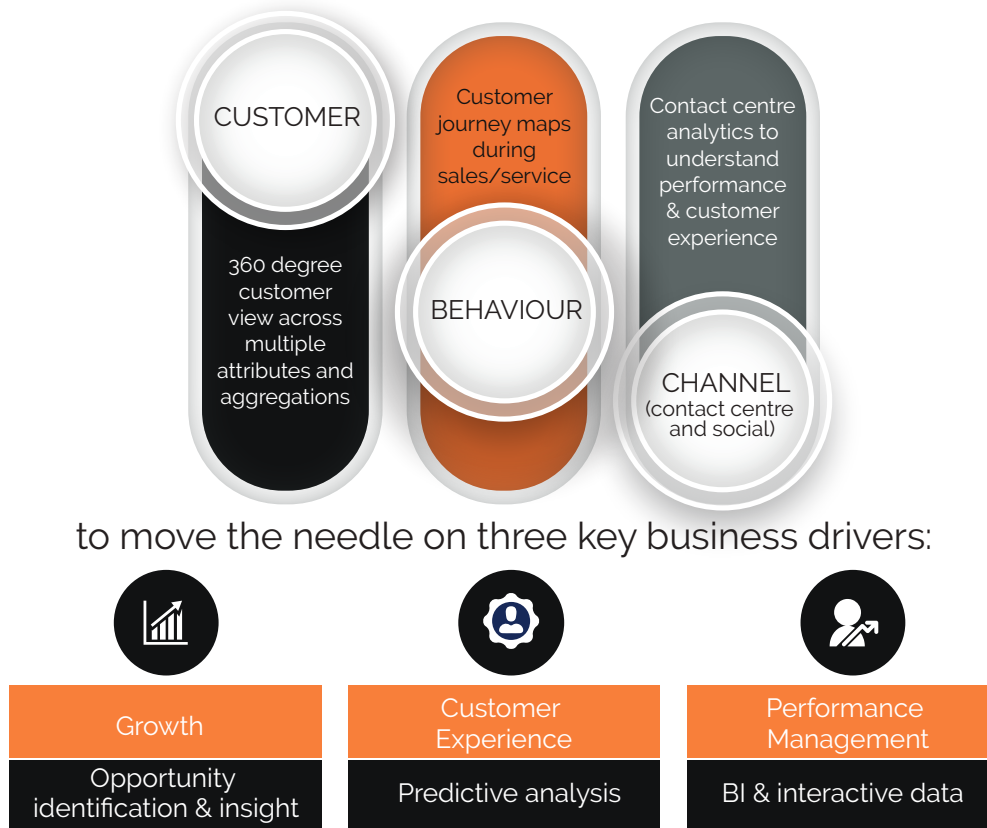 CUSTOMER
360 degree
customer
view across
multiple
attributes and
aggregations
Customer
journey maps
during
sales/service
BEHAVIOUR
Contact centre
analytics to
understand
performance
& customer
experience
CHANNEL
(contact centre
and social)
to move the needle on three key business drivers:
Growth
Opportunity
identification & insight
Customer
Experience
Predictive analysis
Performance
Management
BI & interactive data